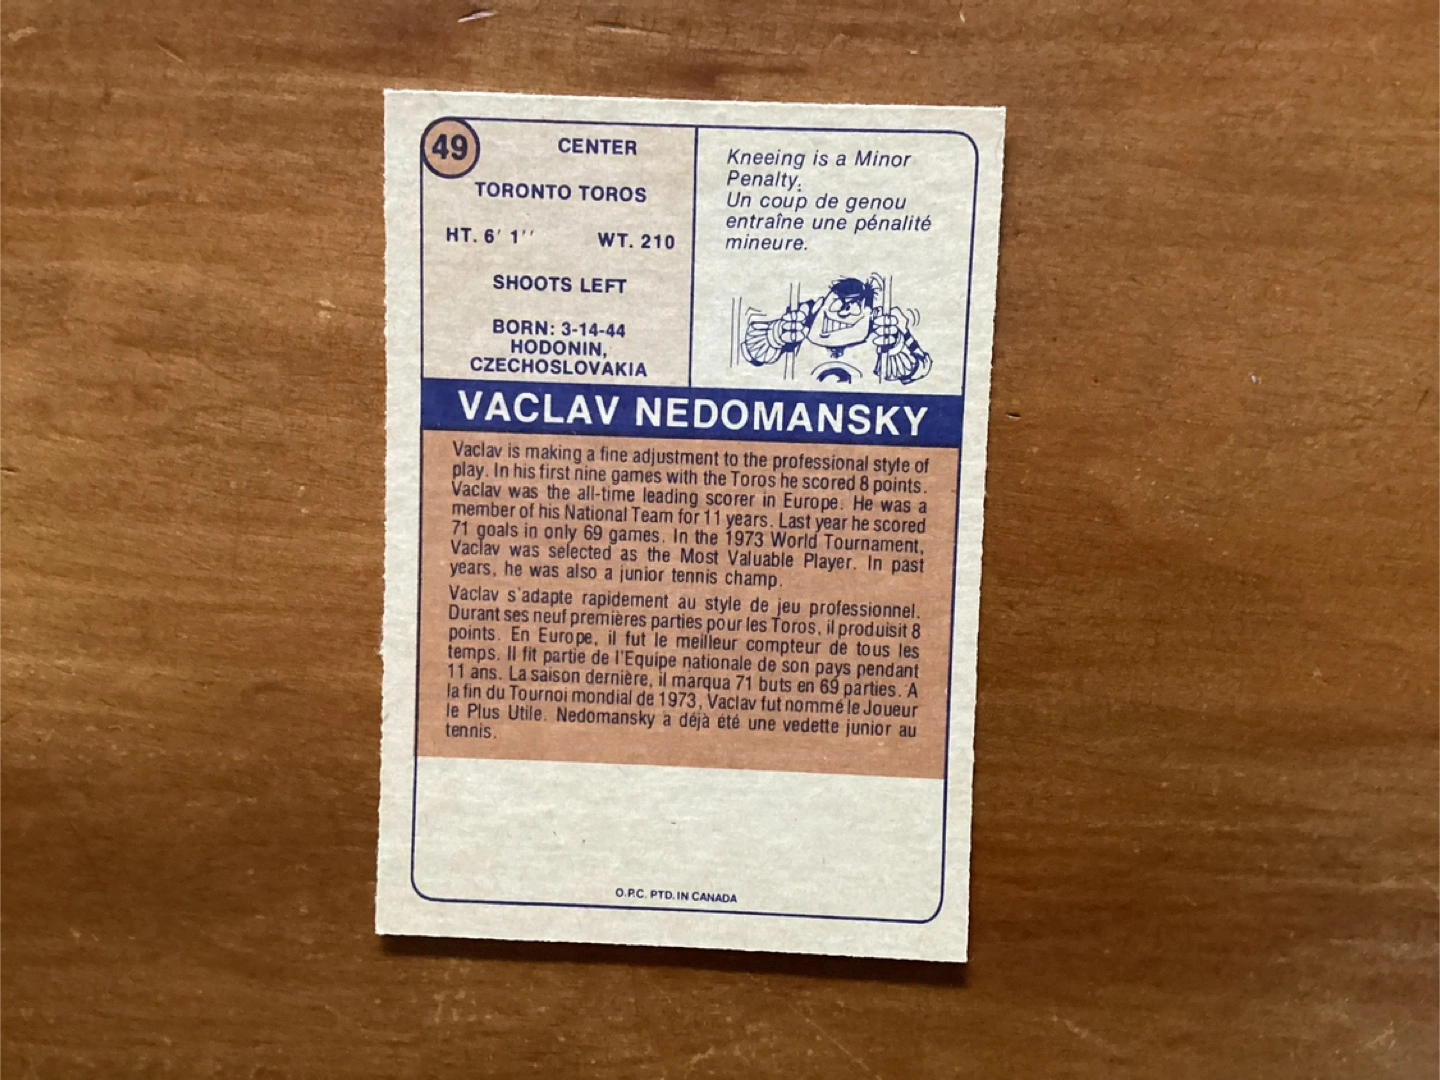 49
CENTER
TORONTO TOROS
HT. 6' 1'' WT. 210
SHOOTS LEFT
BORN: 3-14-44
HODONIN,
CZECHOSLOVAKIA
Kneeing is a Minor
Penalty.
Un coup de genou
entraîne une pénalité
mineure.
VACLAV NEDOMANSKY
Vaclav is making a fine adjustment to the professional style of
play. In his first nine games with the Toros he scored 8 points.
Vaclav was the all-time leading scorer in Europe. He was a
member of his National Team for 11 years. Last year he scored
71 goals in only 69 games. In the 1973 World Tournament,
Vaclav was selected as the Most Valuable Player. In past
years, he was also a junior tennis champ.
Vaclav s'adapte rapidement au style de jeu professionnel.
Durant ses neuf premières parties pour les Toros, il produisit 8
points. En Europe, il fut le meilleur compteur de tous les
temps. Il fit partie de l'Equipe nationale de son pays pendant
11 ans. La saison dernière, il marqua 71 buts en 69 parties. A
la fin du Tournoi mondial de 1973, Vaclav fut nommé le Joueur
le Plus Utile. Nedomansky a déjà été une vedette junior au
tennis.
O.P.C. PTD. IN CANADA